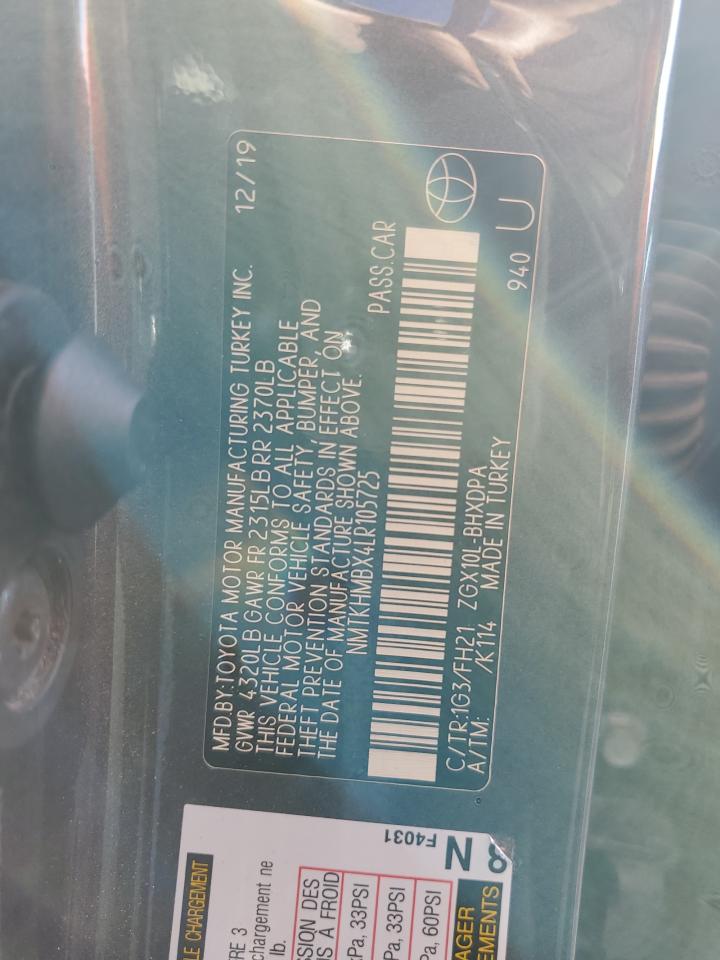 MFD.BY:TOYOTA MOTOR MANUFACTURING TURKEY INC. 12/19
GVWR 4320LB GAWR FR 2315LB RR 2370LB
THIS VEHICLE CONFORMS TO ALL APPLICABLE
FEDERAL MOTOR VEHICLE SAFETY, BUMPER, AND
THEFT PREVENTION STANDARDS IN EFFECT ON
THE DATE OF MANUFACTURE SHOWN ABOVE.
NMTKHMBX4LR105725 PASS.CAR
C/TR:1G3/FH21 ZGX10L-BHXDPA 940 U
A/TM: /K114 MADE IN TURKEY
F4031
N
8
LE CHARGEMENT
RE 3
chargement ne
lb.
SSION DES
S A FROID
Pa, 33PSI
Pa, 33PSI
Pa, 60PSI
AGER
EMENTS